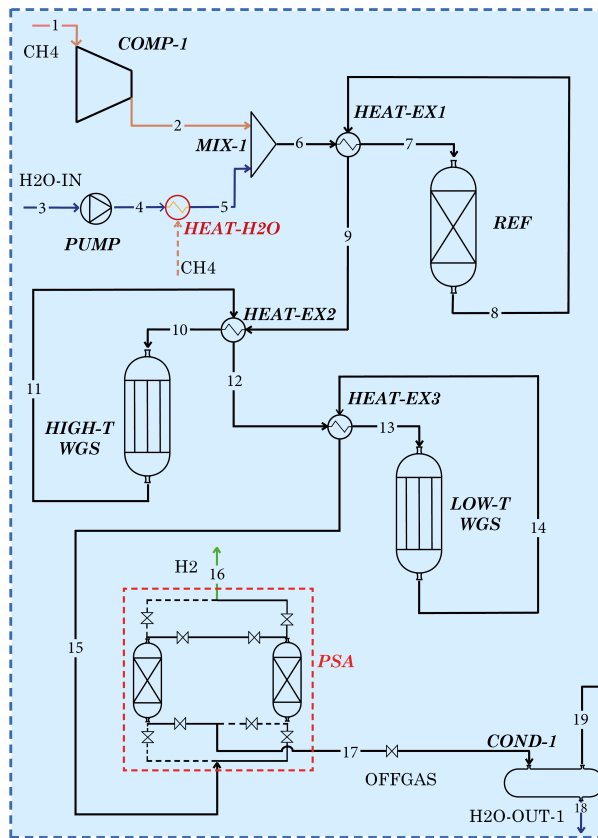 1
CH4
COMP-1
2
MIX-1
6
HEAT-EX1
7
H2O-IN
3
4
5
PUMP
HEAT-H2O
CH4
REF
9
8
10
HEAT-EX2
11
12
HIGH-T
WGS
HEAT-EX3
13
LOW-T
WGS
14
H2
16
15
PSA
17
COND-1
19
OFFGAS
18
H2O-OUT-1